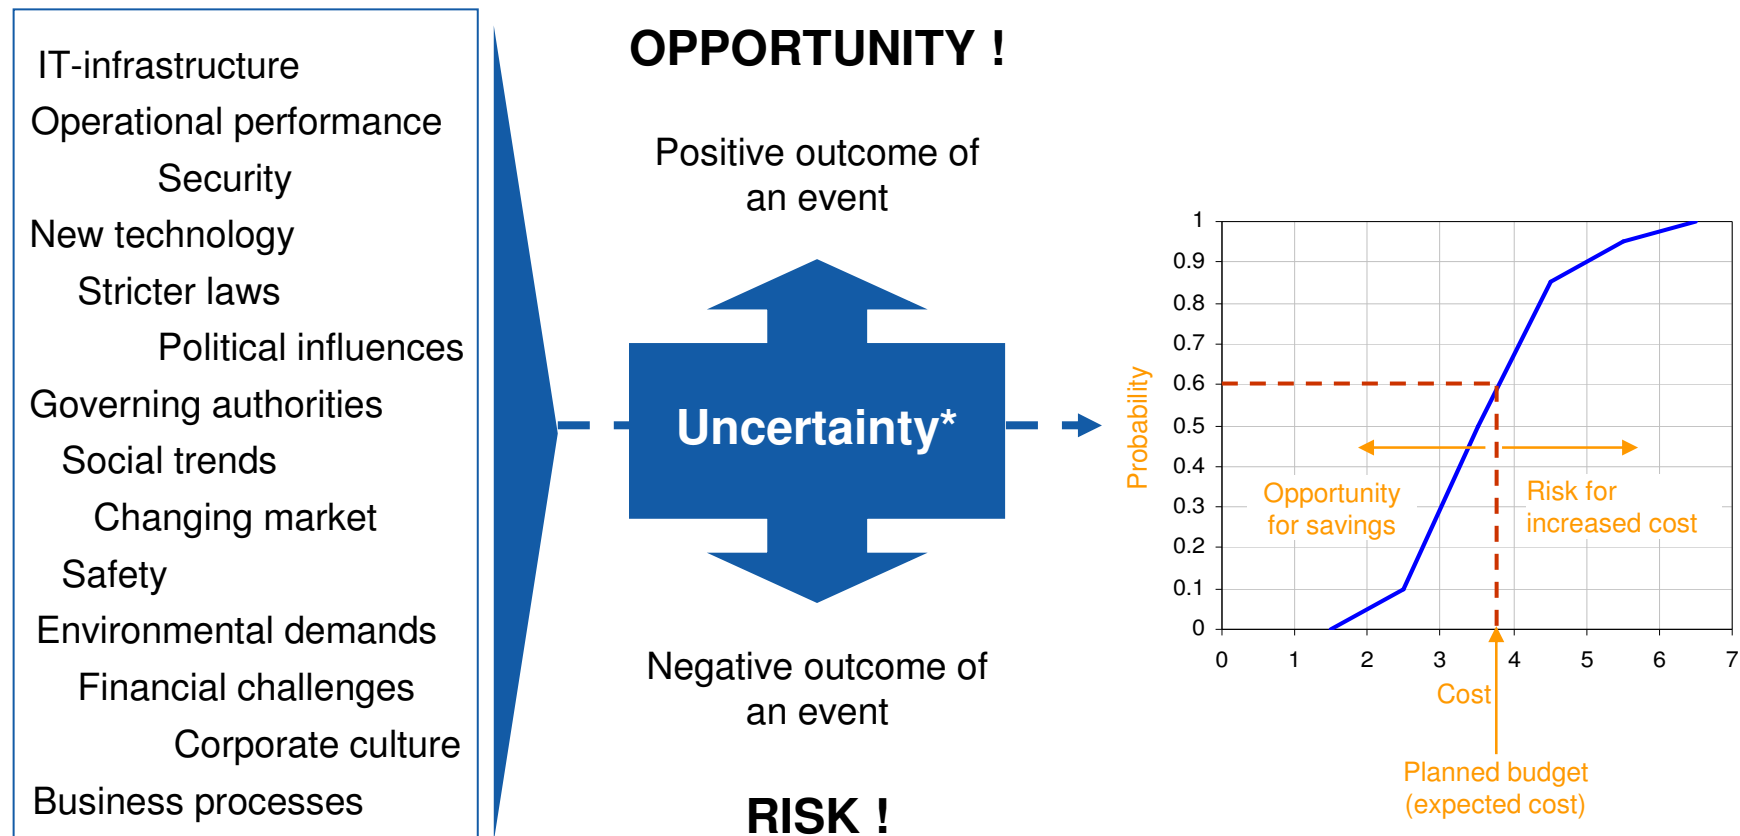 IT-infrastructure
Operational performance
Security
New technology
Stricter laws
Political influences
Governing authorities
Social trends
Changing market
Safety
Environmental demands
Financial challenges
Corporate culture
Business processes
OPPORTUNITY !
Positive outcome of
an event
Uncertainty*
Negative outcome of
an event
RISK !
1
0.9
0.8
0.7
0.6
0.5
0.4
0.3
0.2
0.1
0
Probability
Opportunity
for savings
Risk for
increased cost
0 1 2 3 4 5 6 7
Cost
Planned budget
(expected cost)